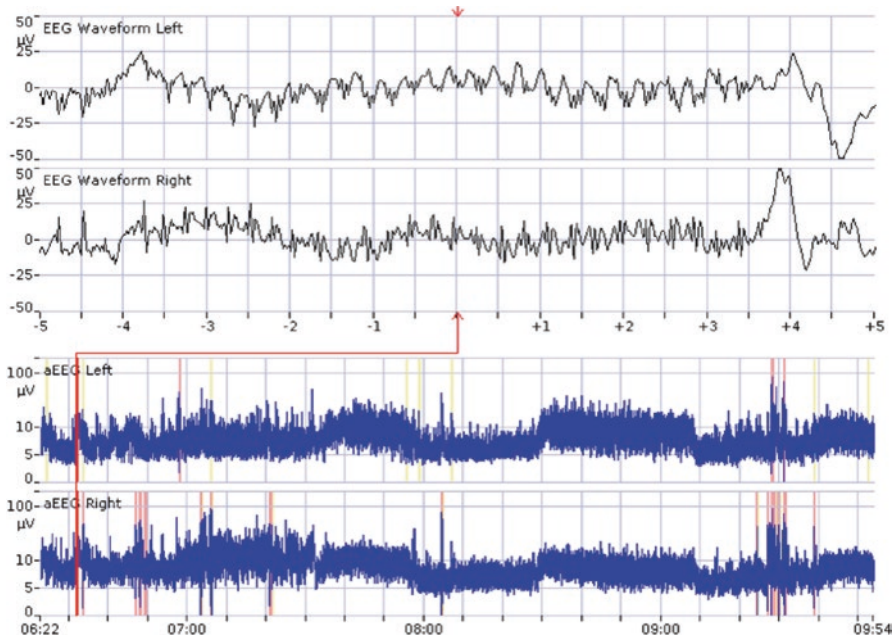 50
µV
EEG Waveform Left
25
0
-25
-50
50
µV
EEG Waveform Right
25
0
-25
-50
-5 -4 -3 -2 -1 +1 +2 +3 +4 +5
aEEG Left
100
µV
10
5
0
aEEG Right
100
µV
10
5
0
06:22 07:00 08:00 09:00 09:54